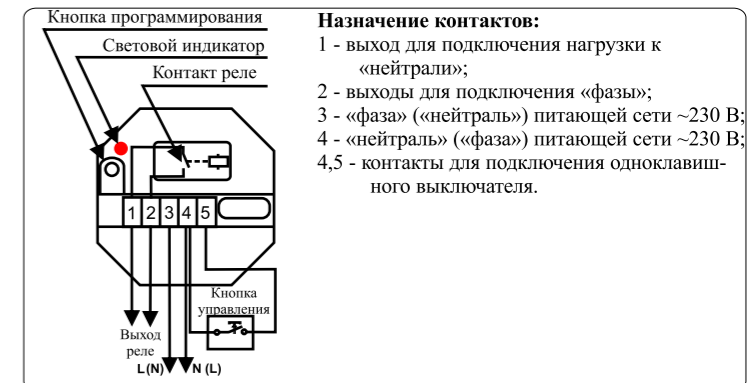 Кнопка программирования
Световой индикатор
Контакт реле
1 2 3 4 5
Кнопка
управления
Выход
реле
L(N) N (L)
Назначение контактов:
1 - выход для подключения нагрузки к
«нейтрали»;
2 - выходы для подключения «фазы»;
3 - «фаза» («нейтраль») питающей сети ~230 В;
4 - «нейтраль» («фаза») питающей сети ~230 В;
4,5 - контакты для подключения одноклавиш-
ного выключателя.